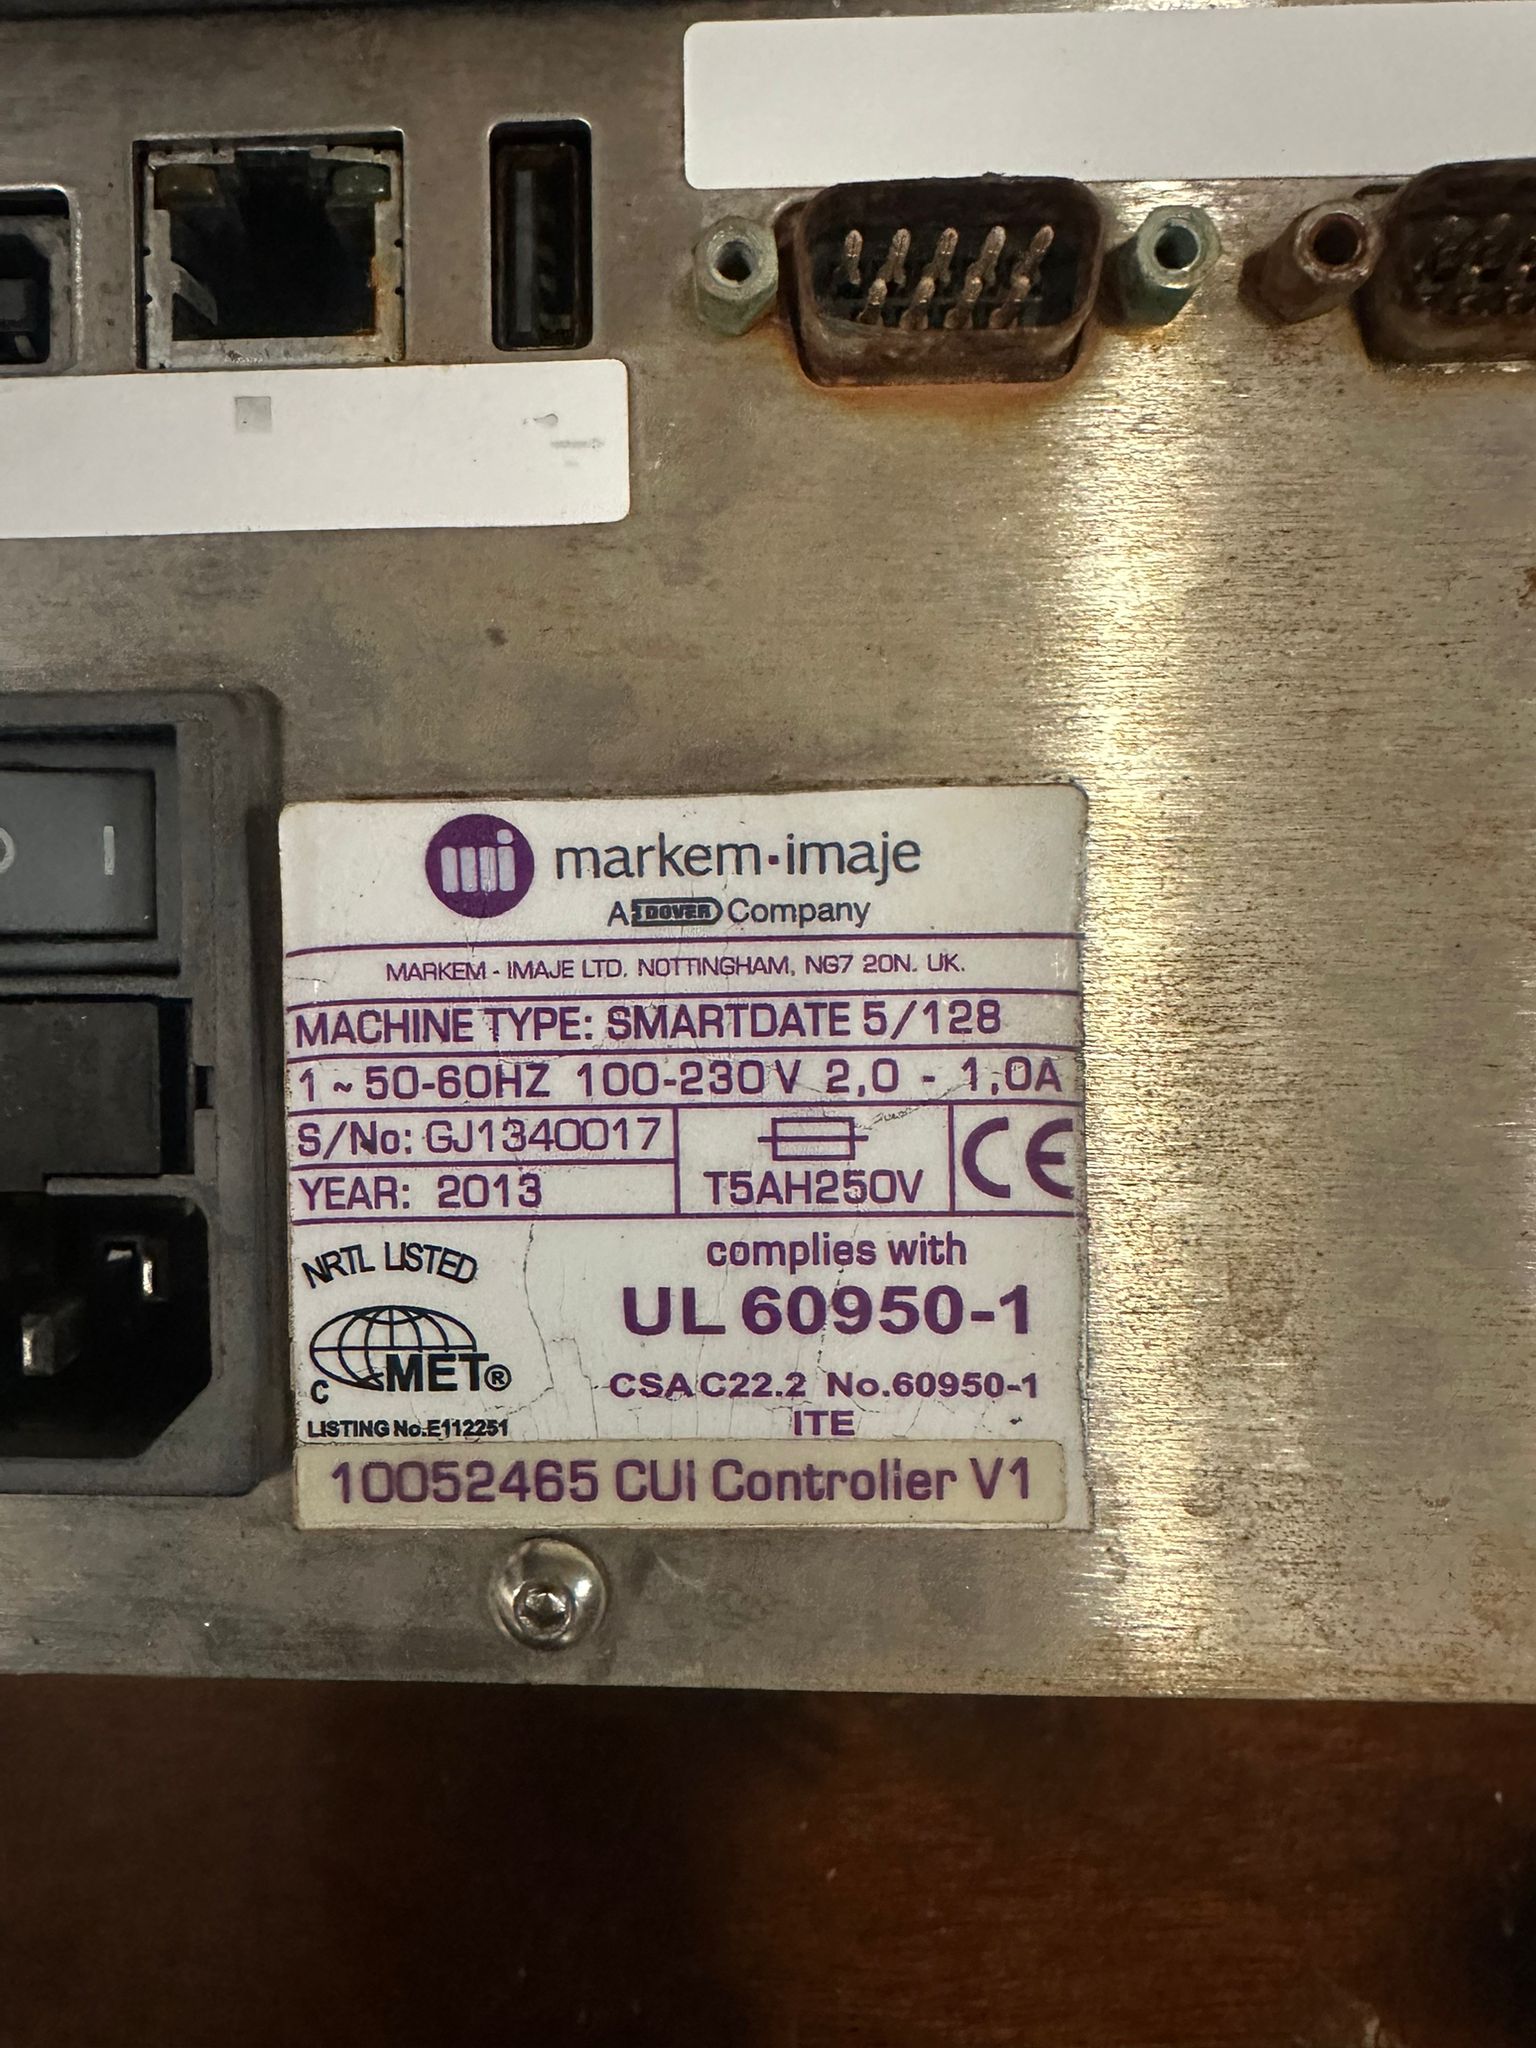 markem·imaje
A DOVER Company
MARKEM - IMAJE LTD. NOTTINGHAM, NG7 2QN. UK.
MACHINE TYPE: SMARTDATE 5/128
1 ~ 50-60HZ 100-230V 2,0 - 1,0A
S/No: GJ1340017
YEAR: 2013
T5AH250V
CE
NRTL LISTED
C MET®
LISTING No.E112251
complies with
UL 60950-1
CSA C22.2 No.60950-1
ITE
10052465 CUI Controller V1